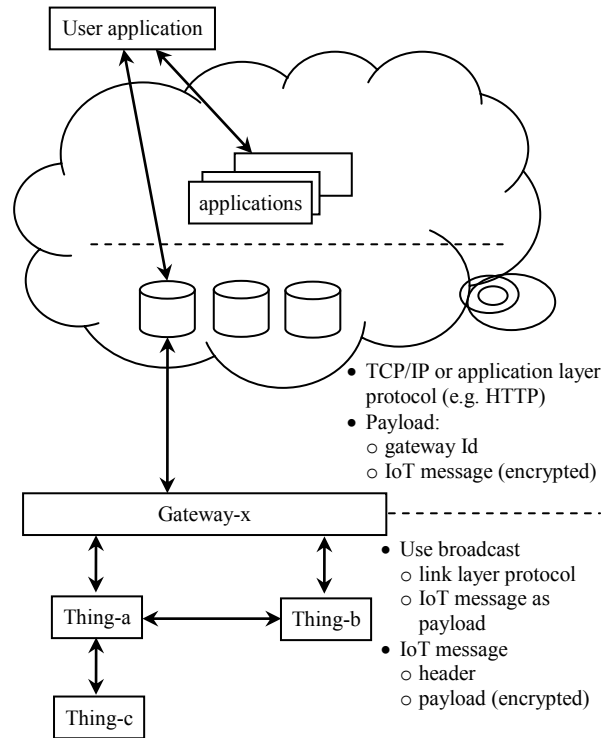 User application
applications
• TCP/IP or application layer
protocol (e.g. HTTP)
• Payload:
○ gateway Id
○ IoT message (encrypted)
Gateway-x
• Use broadcast
○ link layer protocol
○ IoT message as
payload
• IoT message
○ header
○ payload (encrypted)
Thing-a
Thing-b
Thing-c